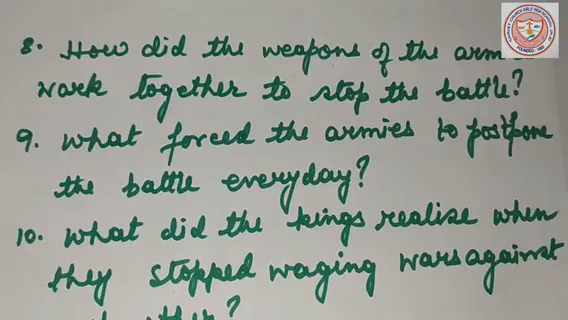 8. How did the weapons of the armies
work together to stop the battle?
9. What forced the armies to postpone
the battle everyday?
10. What did the kings realise when
they stopped waging wars against